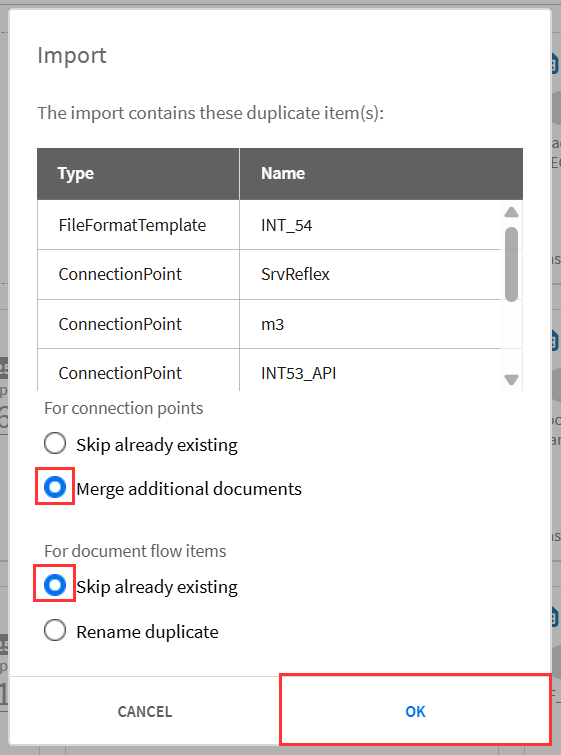 Import
The import contains these duplicate item(s):
Type Name
FileFormatTemplate INT_54
ConnectionPoint SrvReflex
ConnectionPoint m3
ConnectionPoint INT53_API
For connection points
Skip already existing
Merge additional documents
For document flow items
Skip already existing
Rename duplicate
CANCEL OK